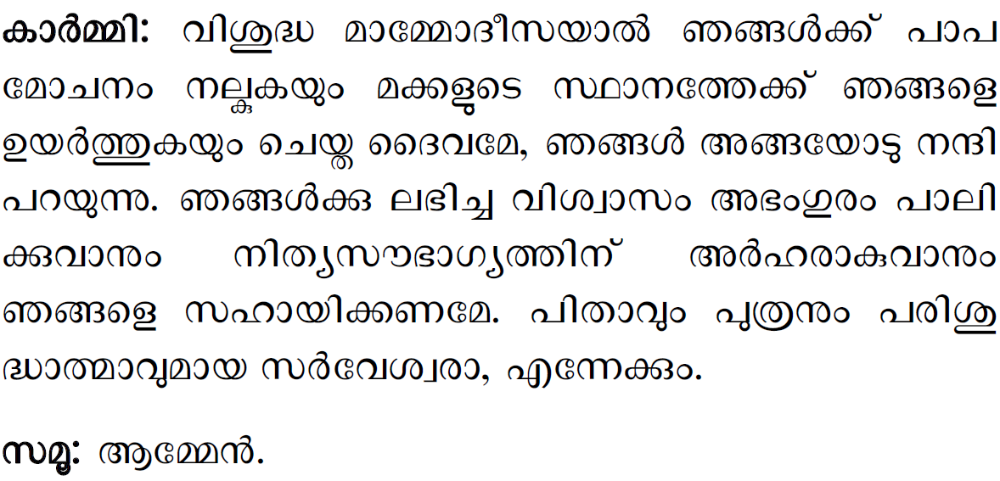 കാർമ്മി: വിശുദ്ധ മാമ്മോദീസയാൽ ഞങ്ങൾക്ക് പാപ
മോചനം നല്കുകയും മക്കളുടെ സ്ഥാനത്തേക്ക് ഞങ്ങളെ
ഉയർത്തുകയും ചെയ്ത ദൈവമേ, ഞങ്ങൾ അങ്ങയോടു നന്ദി
പറയുന്നു. ഞങ്ങൾക്കു ലഭിച്ച വിശ്വാസം അഭംഗുരം പാലി
ക്കുവാനും നിത്യസൗഭാഗ്യത്തിന് അർഹരാകുവാനും
ഞങ്ങളെ സഹായിക്കണമേ. പിതാവും പുത്രനും പരിശു
ദ്ധാത്മാവുമായ സർവേശ്വരാ, എന്നേക്കും.
സമൂ: ആമ്മേൻ.